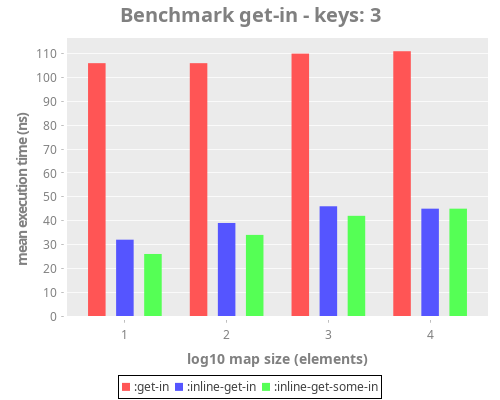 Benchmark get-in - keys: 3
mean execution time (ns)
110
100
90
80
70
60
50
40
30
20
10
0
1 2 3 4
log10 map size (elements)
:get-in :inline-get-in :inline-get-some-in